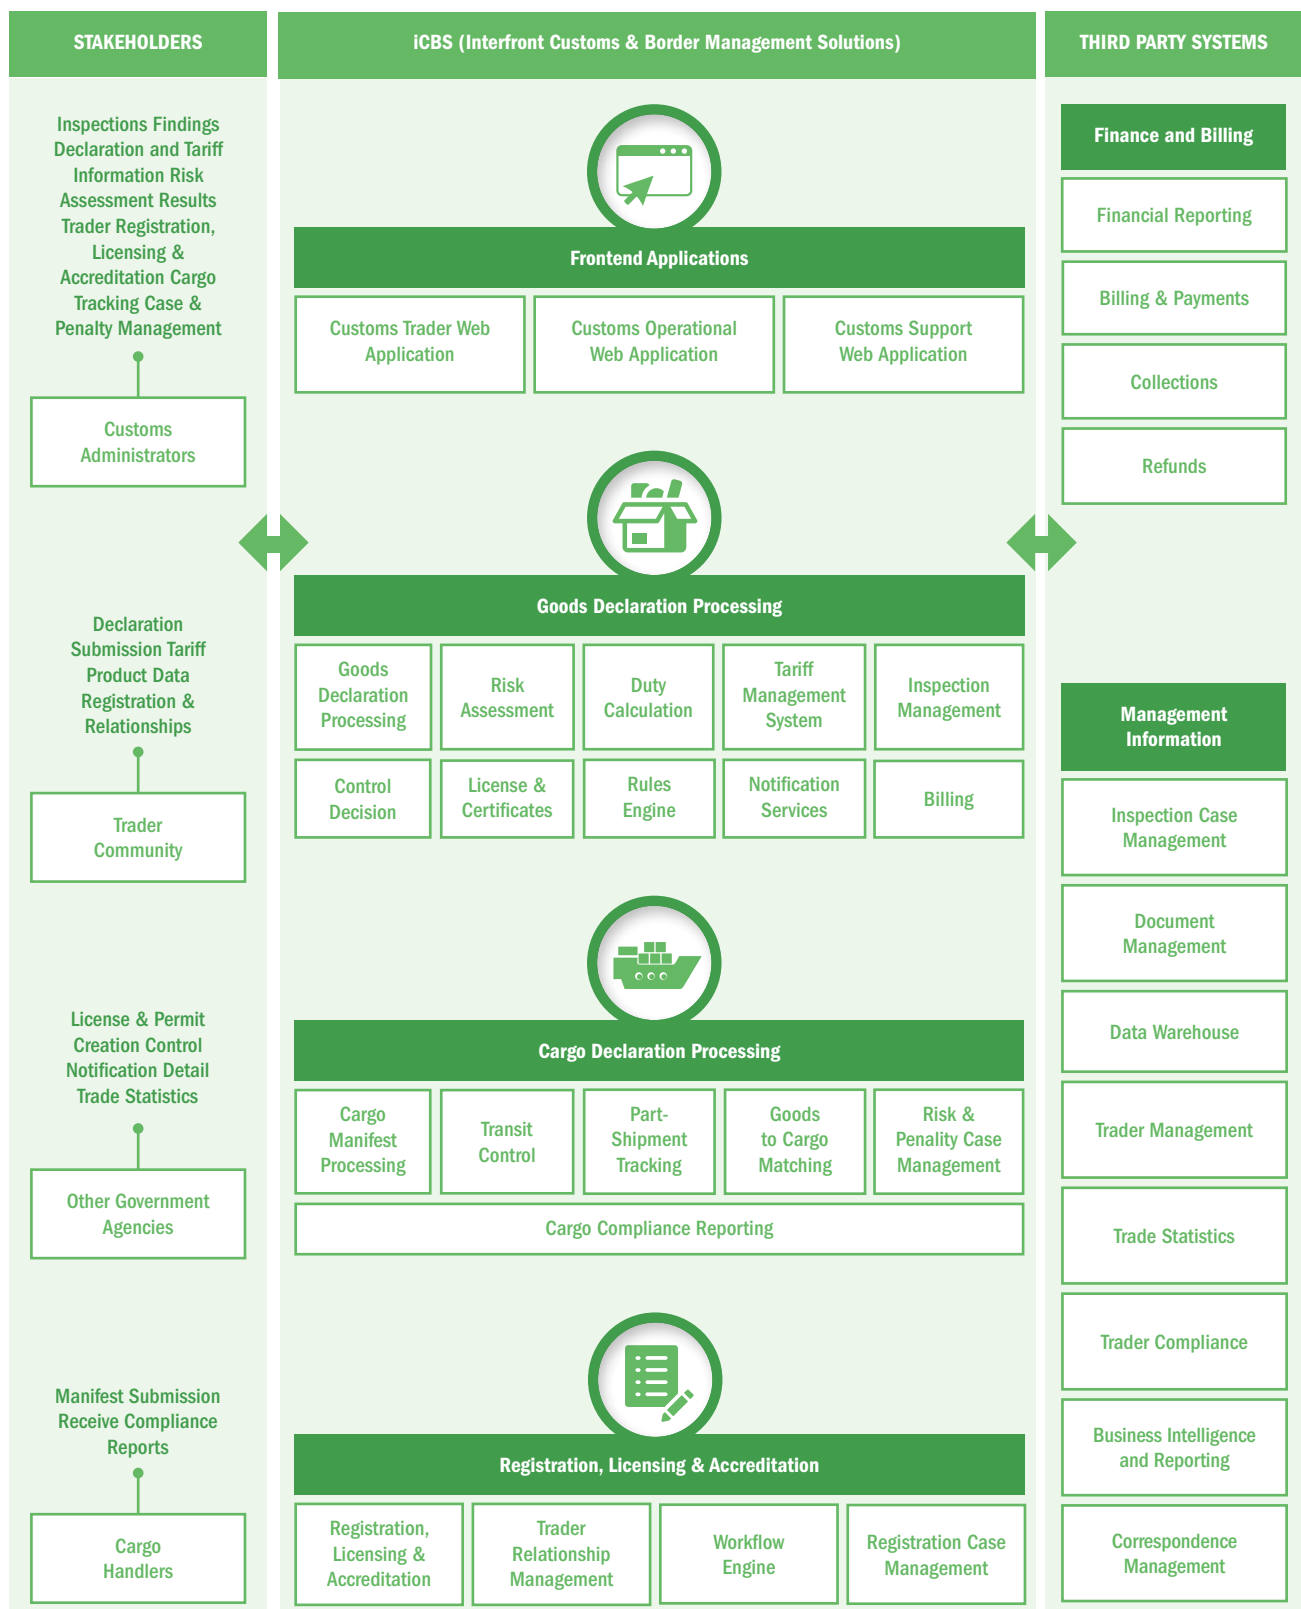 STAKEHOLDERS
Inspections Findings
Declaration and Tariff
Information Risk
Assessment Results
Trader Registration,
Licensing &
Accreditation Cargo
Tracking Case &
Penalty Management
Customs
Administrators
Declaration
Submission Tariff
Product Data
Registration &
Relationships
Trader
Community
License & Permit
Creation Control
Notification Detail
Trade Statistics
Other Government
Agencies
Manifest Submission
Receive Compliance
Reports
Cargo
Handlers
iCBS (Interfront Customs & Border Management Solutions)
Frontend Applications
Customs Trader Web
Application
Customs Operational
Web Application
Customs Support
Web Application
Goods Declaration Processing
Goods
Declaration
Processing
Risk
Assessment
Duty
Calculation
Tariff
Management
System
Inspection
Management
Control
Decision
License &
Certificates
Rules
Engine
Notification
Services
Billing
Cargo Declaration Processing
Cargo
Manifest
Processing
Transit
Control
Part-
Shipment
Tracking
Goods
to Cargo
Matching
Risk &
Penality Case
Management
Cargo Compliance Reporting
Registration, Licensing & Accreditation
Registration,
Licensing &
Accreditation
Trader
Relationship
Management
Workflow
Engine
Registration Case
Management
THIRD PARTY SYSTEMS
Finance and Billing
Financial Reporting
Billing & Payments
Collections
Refunds
Management
Information
Inspection Case
Management
Document
Management
Data Warehouse
Trader Management
Trade Statistics
Trader Compliance
Business Intelligence
and Reporting
Correspondence
Management